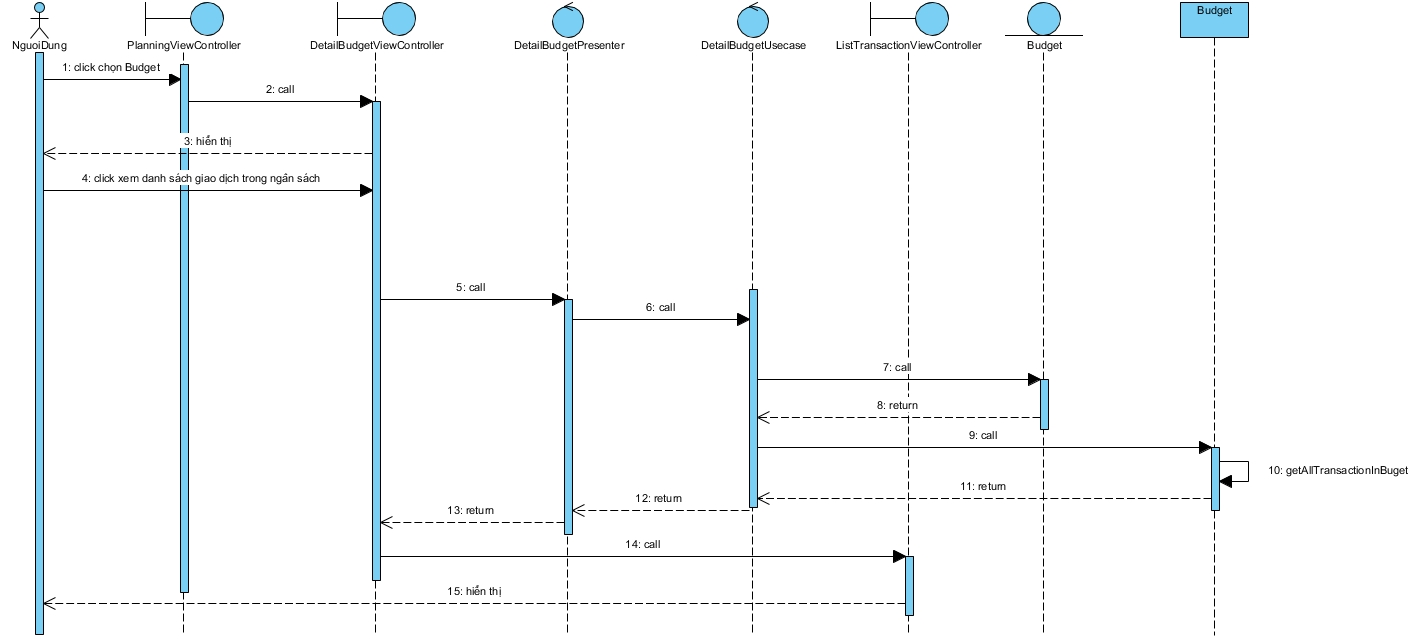 Budget
NguoiDung
PlanningViewController
DetailBudgetViewController
DetailBudgetPresenter
DetailBudgetUsecase
ListTransactionViewController
Budget
1: click chọn Budget
2: call
3: hiển thị
4: click xem danh sách giao dịch trong ngân sách
5: call
6: call
7: call
8: return
9: call
10: getAllTransactionInBuget
11: return
12: return
13: return
14: call
15: hiển thị